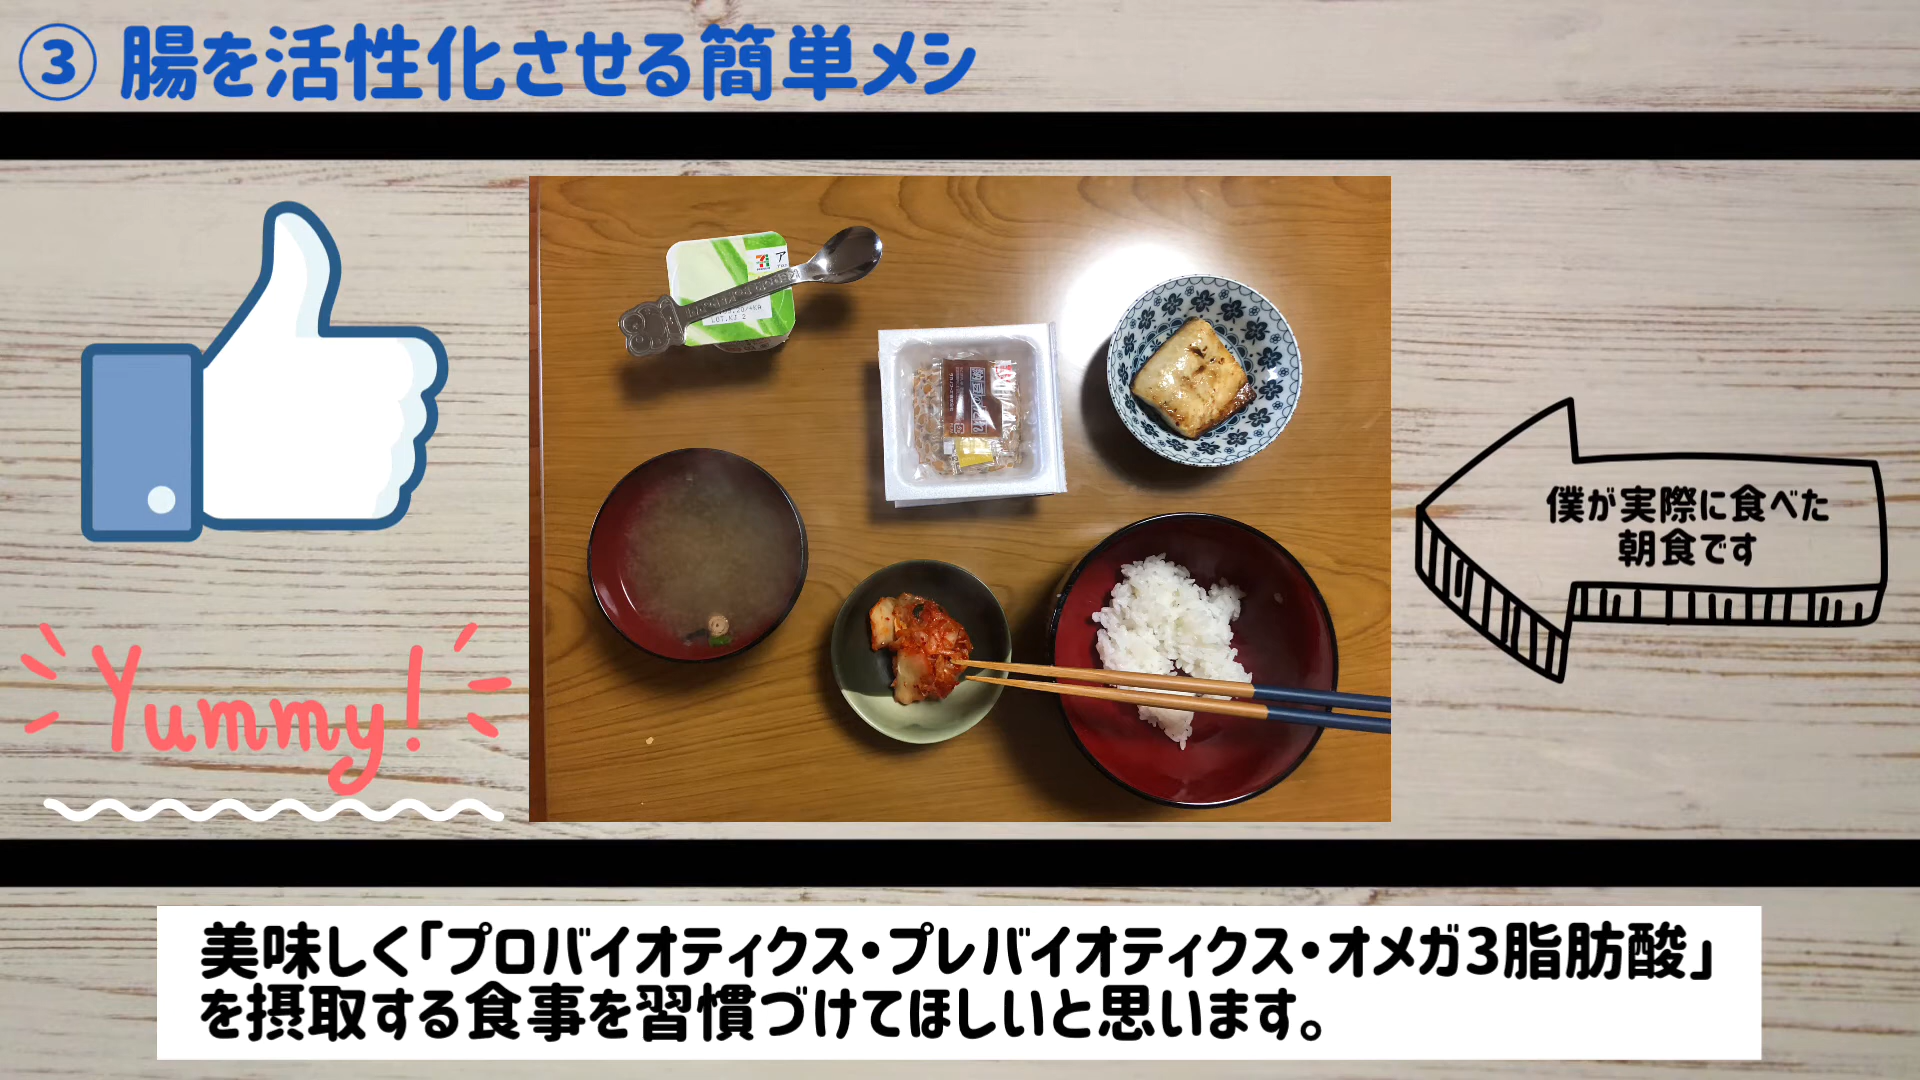 ③ 腸を活性化させる簡単メシ
僕が実際に食べた
朝食です
Yummy!
美味しく「プロバイオティクス・プレバイオティクス・オメガ3脂肪酸」
を摂取する食事を習慣づけてほしいと思います。